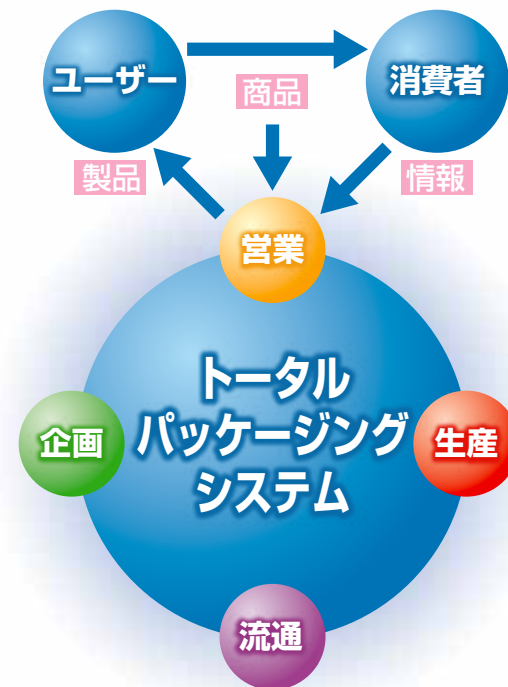 ユーザー
消費者
商品
製品
情報
営業
トータル
パッケージング
システム
企画
生産
流通